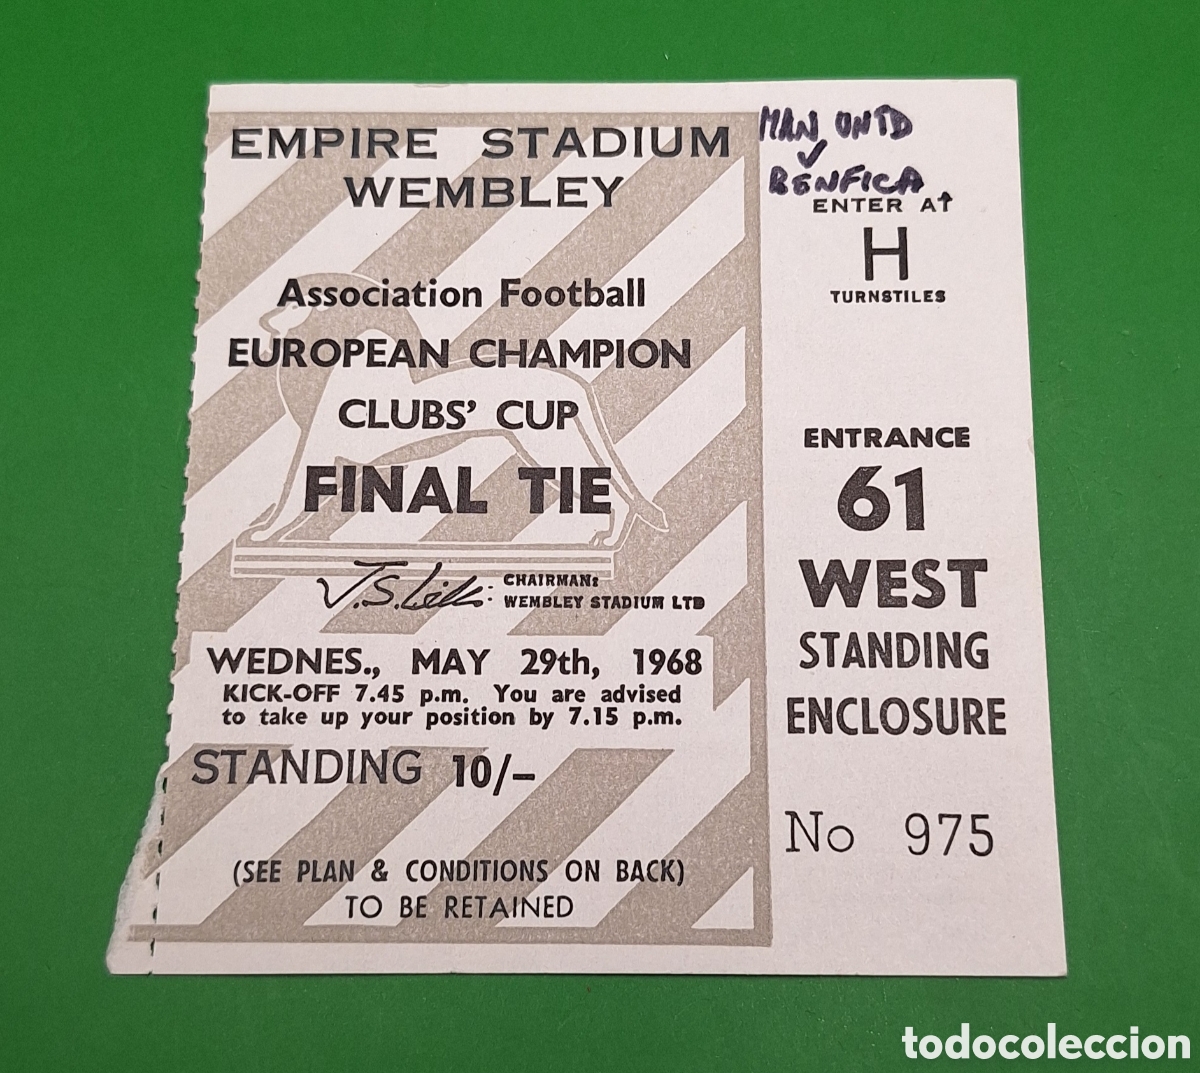 EMPIRE STADIUM
WEMBLEY
Association Football
EUROPEAN CHAMPION
CLUBS' CUP
FINAL TIE
J.S. Lill
CHAIRMAN:
WEMBLEY STADIUM LTD
WEDNES., MAY 29th, 1968
KICK-OFF 7.45 p.m. You are advised
to take up your position by 7.15 p.m.
STANDING 10/–
(SEE PLAN & CONDITIONS ON BACK)
TO BE RETAINED
MAN UNTD
V
BENFICA
ENTER AT
H
TURNSTILES
ENTRANCE
61
WEST
STANDING
ENCLOSURE
No 975
todocoleccion